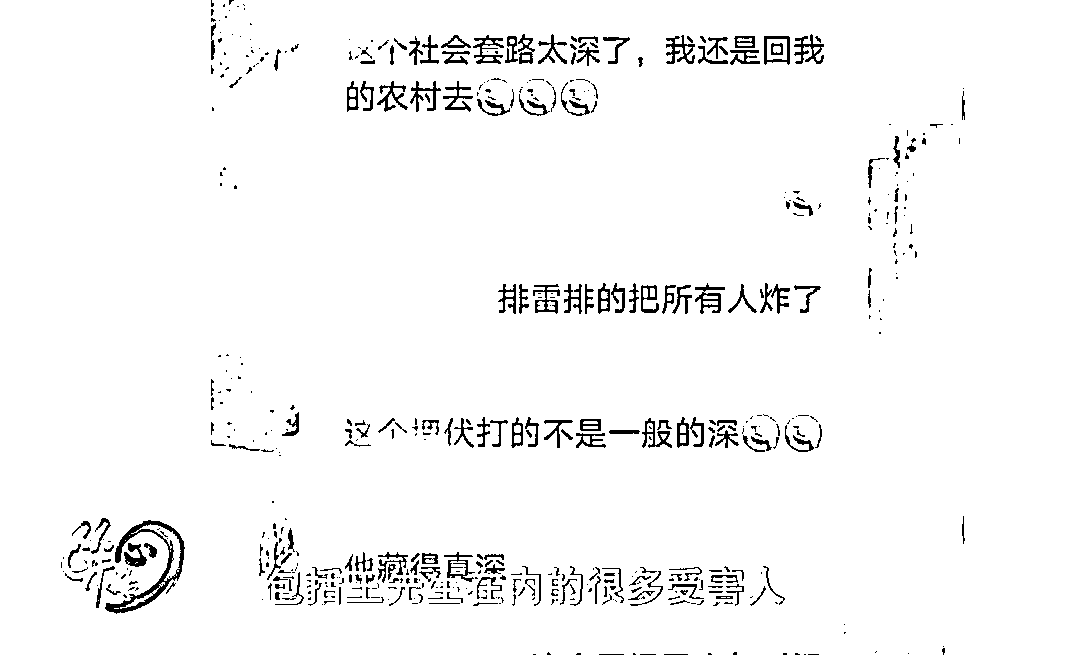 这个社会套路太深了，我还是回我
的农村去
排雷排的把所有人炸了
这个埋伏打的不是一般的深
他藏得真深
包括王先生在内的很多受害人